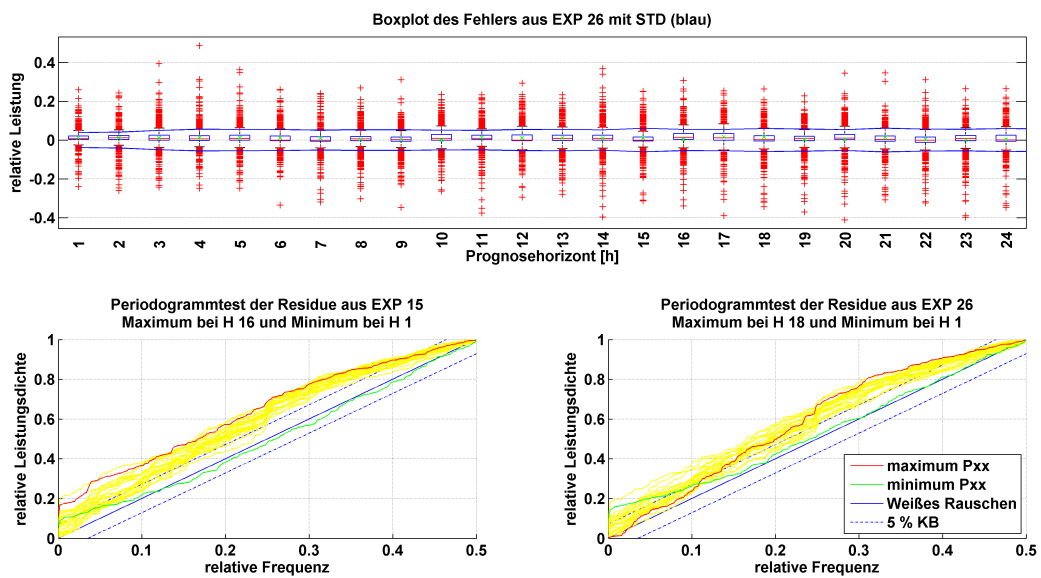 Boxplot des Fehlers aus EXP 26 mit STD (blau)
relative Leistung
0.4
0.2
0
-0.2
-0.4
1 2 3 4 5 6 7 8 9 10 11 12 13 14 15 16 17 18 19 20 21 22 23 24
Prognosehorizont [h]
Periodogrammtest der Residue aus EXP 15
Maximum bei H 16 und Minimum bei H 1
relative Leistungsdichte
1
0.8
0.6
0.4
0.2
0
0 0.1 0.2 0.3 0.4 0.5
relative Frequenz
Periodogrammtest der Residue aus EXP 26
Maximum bei H 18 und Minimum bei H 1
relative Leistungsdichte
1
0.8
0.6
0.4
0.2
0
0 0.1 0.2 0.3 0.4 0.5
relative Frequenz
maximum Pxx
minimum Pxx
Weißes Rauschen
5 % KB